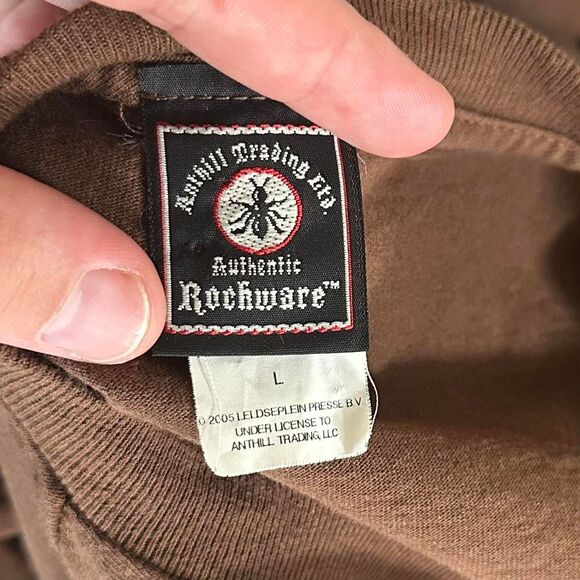 Anthill Trading Ltd.
Authentic
Rockware™
L
© 2005 LELDSEPLEIN PRESSE B.V.
UNDER LICENSE TO
ANTHILL TRADING, LLC